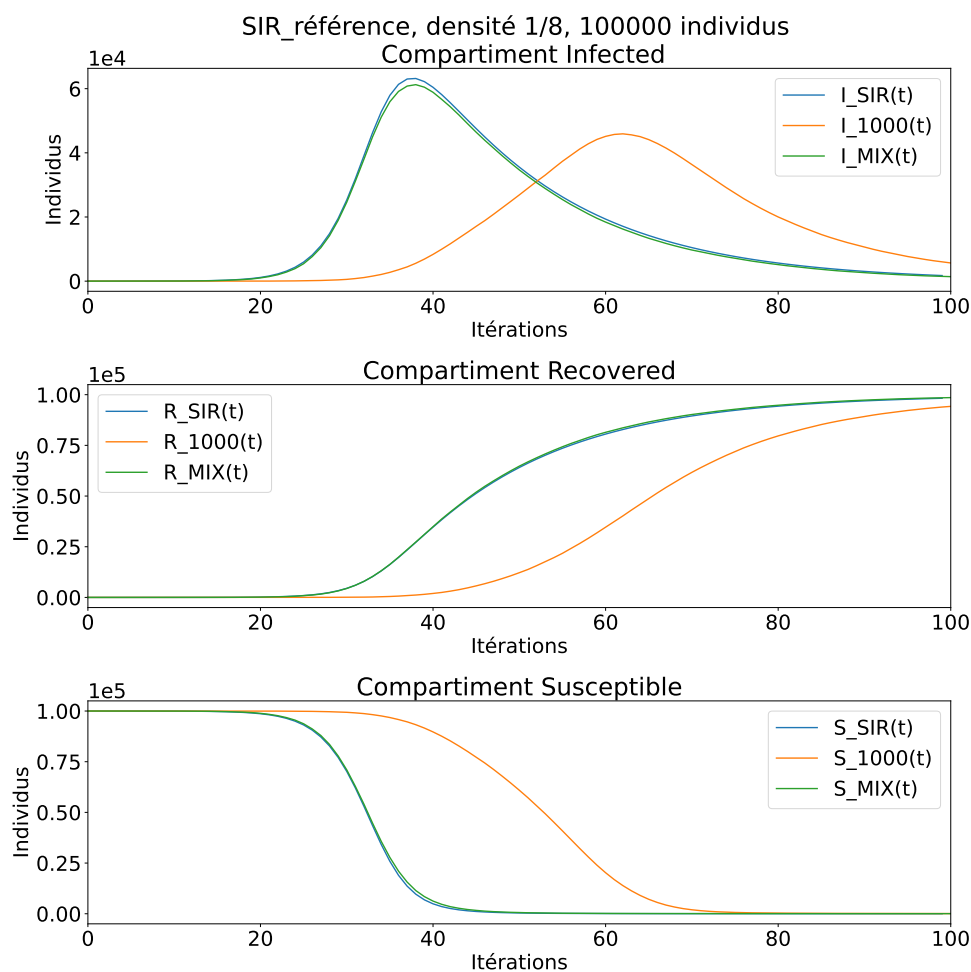 SIR_référence, densité 1/8, 100000 individus
Compartiment Infected
1e4
6
4
2
0
Individus
I_SIR(t)
I_1000(t)
I_MIX(t)
0 20 40 60 80 100
Itérations
Compartiment Recovered
1e5
1.00
0.75
0.50
0.25
0.00
Individus
R_SIR(t)
R_1000(t)
R_MIX(t)
0 20 40 60 80 100
Itérations
Compartiment Susceptible
1e5
1.00
0.75
0.50
0.25
0.00
Individus
S_SIR(t)
S_1000(t)
S_MIX(t)
0 20 40 60 80 100
Itérations